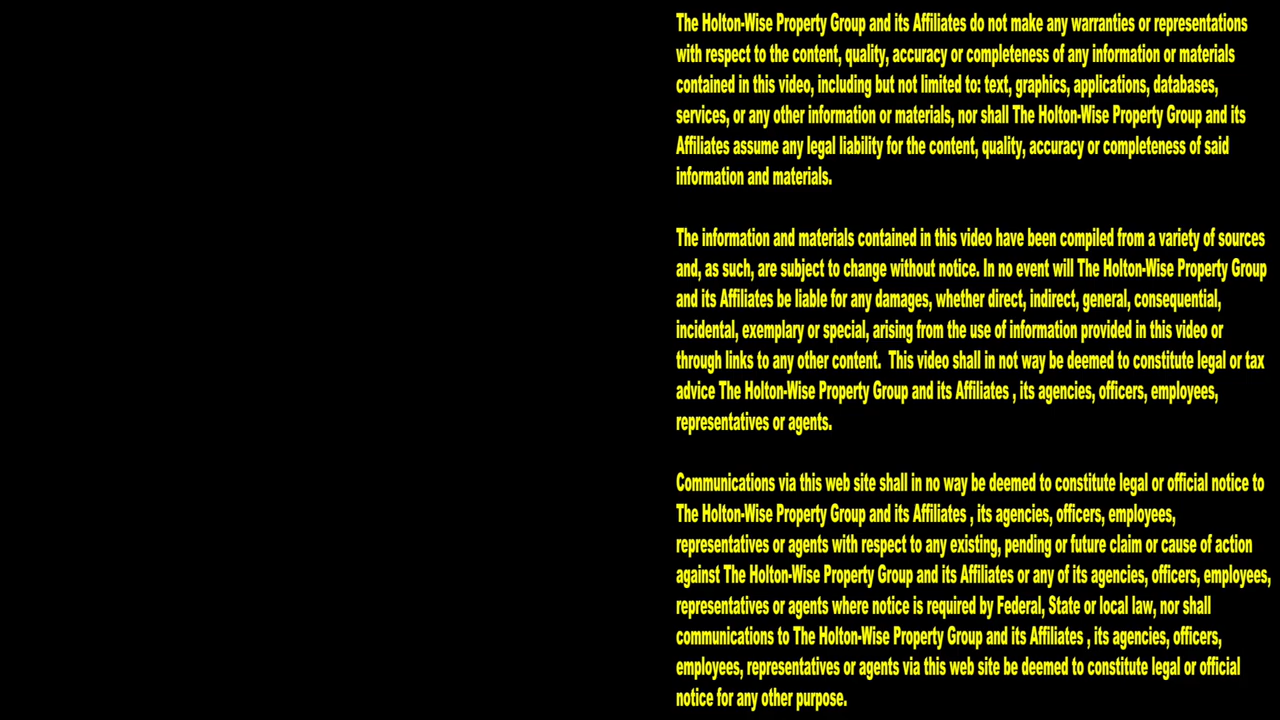 The Holton-Wise Property Group and its Affiliates do not make any warranties or representations
with respect to the content, quality, accuracy or completeness of any information or materials
contained in this video, including but not limited to: text, graphics, applications, databases,
services, or any other information or materials, nor shall The Holton-Wise Property Group and its
Affiliates assume any legal liability for the content, quality, accuracy or completeness of said
information and materials.
The information and materials contained in this video have been compiled from a variety of sources
and, as such, are subject to change without notice. In no event will The Holton-Wise Property Group
and its Affiliates be liable for any damages, whether direct, indirect, general, consequential,
incidental, exemplary or special, arising from the use of information provided in this video or
through links to any other content.  This video shall in not way be deemed to constitute legal or tax
advice The Holton-Wise Property Group and its Affiliates , its agencies, officers, employees,
representatives or agents.
Communications via this web site shall in no way be deemed to constitute legal or official notice to
The Holton-Wise Property Group and its Affiliates , its agencies, officers, employees,
representatives or agents with respect to any existing, pending or future claim or cause of action
against The Holton-Wise Property Group and its Affiliates or any of its agencies, officers, employees,
representatives or agents where notice is required by Federal, State or local law, nor shall
communications to The Holton-Wise Property Group and its Affiliates , its agencies, officers,
employees, representatives or agents via this web site be deemed to constitute legal or official
notice for any other purpose.